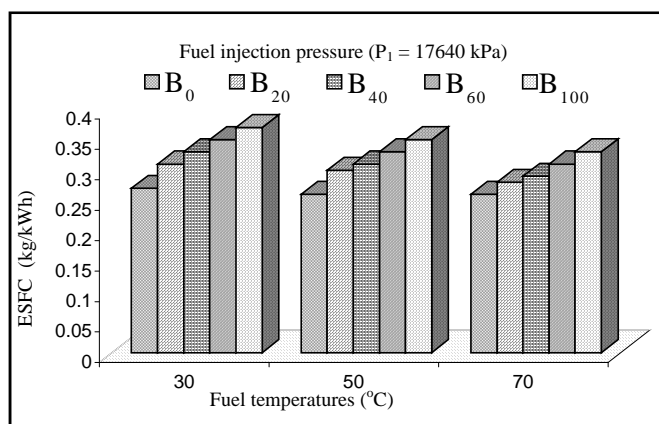 Fuel injection pressure (P₁ = 17640 kPa)
B₀ B₂₀ B₄₀ B₆₀ B₁₀₀
ESFC (kg/kWh)
0.4
0.35
0.3
0.25
0.2
0.15
0.1
0.05
0
30 50 70
Fuel temperatures (°C)